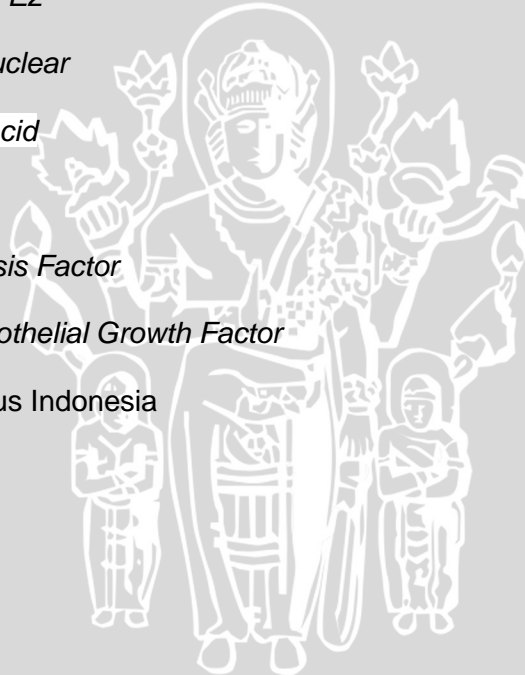 E2
uclear
cid
sis Factor
othelial Growth Factor
us Indonesia